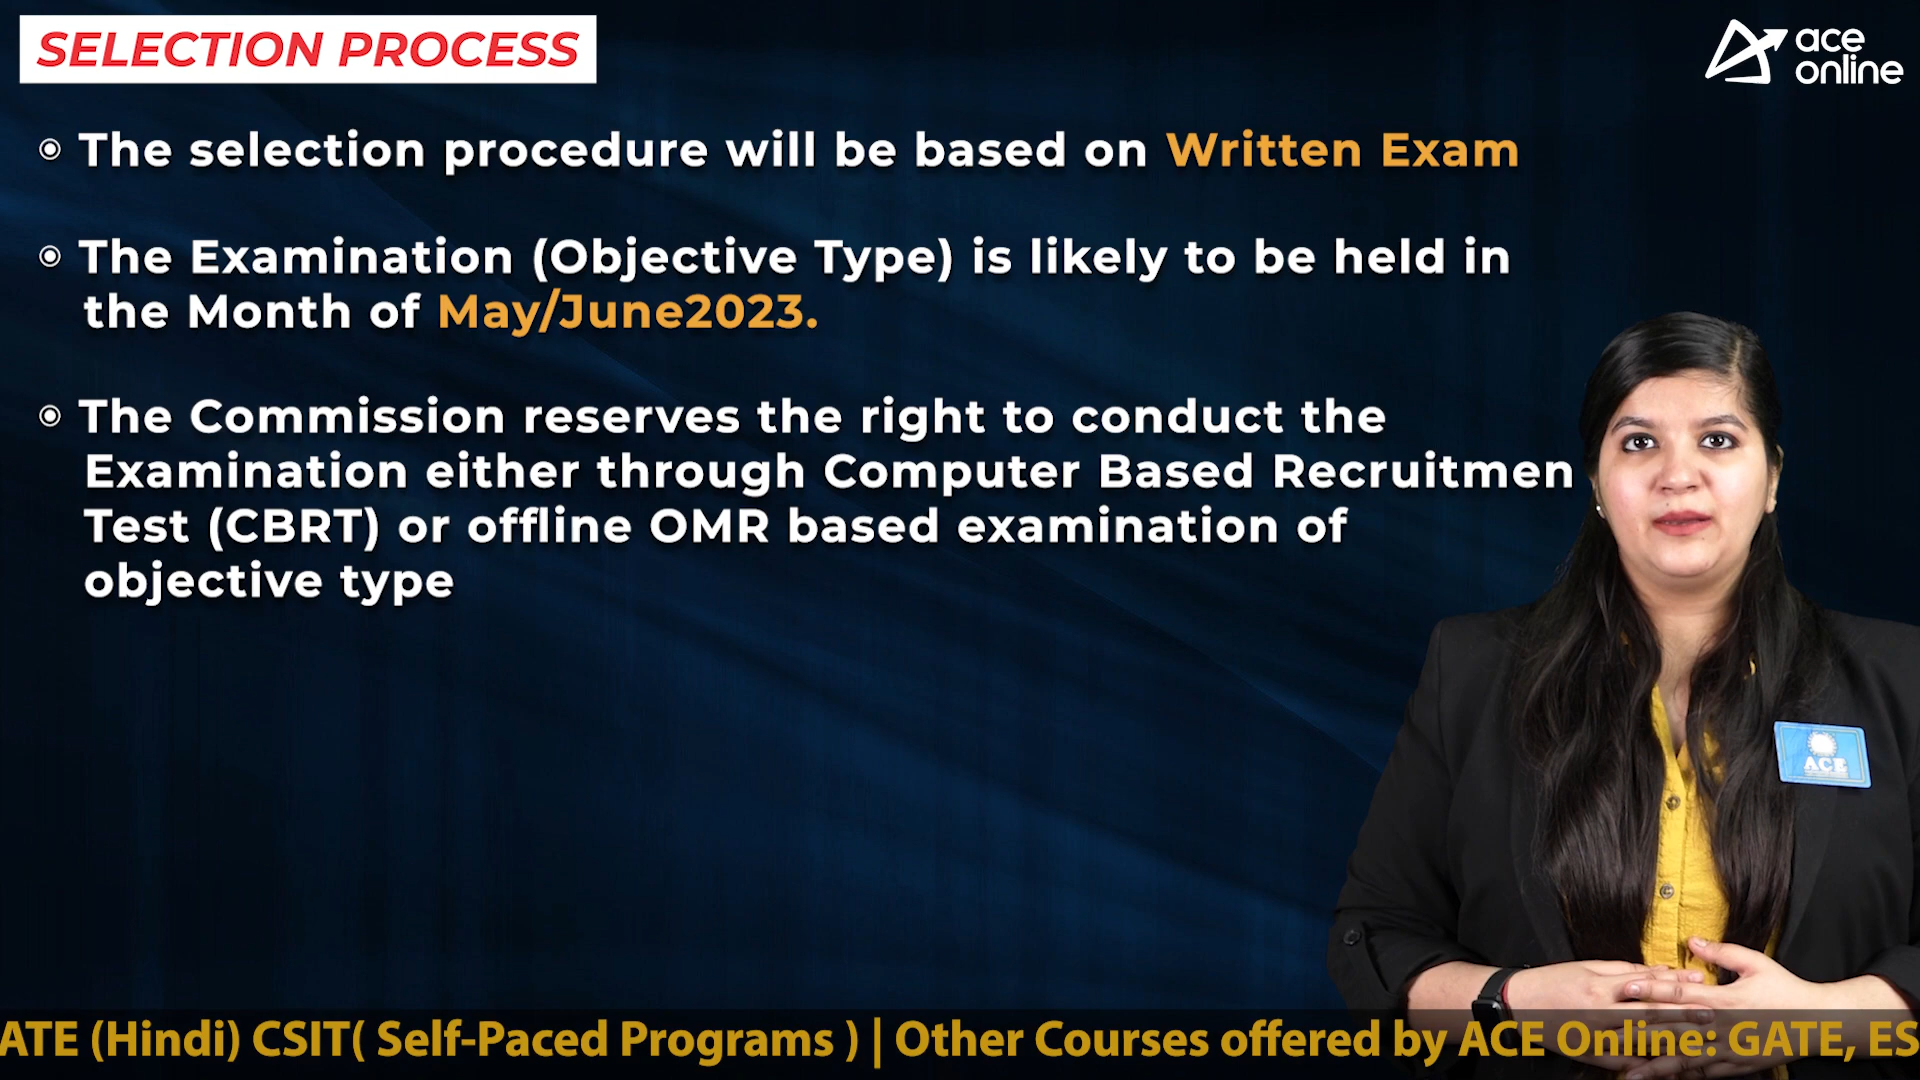 SELECTION PROCESS
ace
online
The selection procedure will be based on Written Exam
The Examination (Objective Type) is likely to be held in
the Month of May/June2023.
The Commission reserves the right to conduct the
Examination either through Computer Based Recruitmen
Test (CBRT) or offline OMR based examination of
objective type
ACE
ATE (Hindi) CSIT( Self-Paced Programs ) | Other Courses offered by ACE Online: GATE, ES